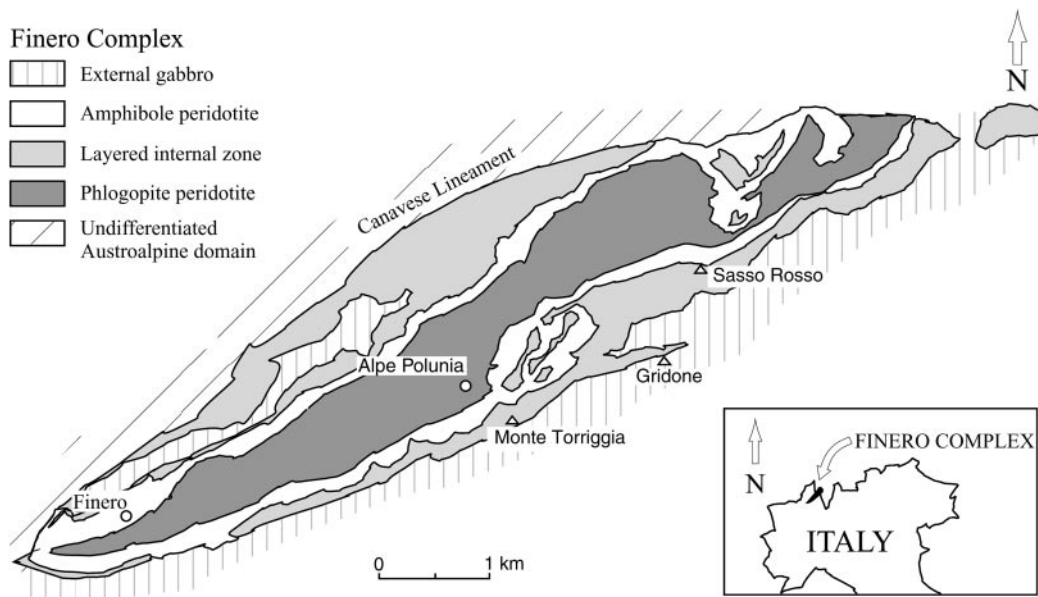 Finero Complex
External gabbro
Amphibole peridotite
Layered internal zone
Phlogopite peridotite
Undifferentiated
Austroalpine domain
N
Canavese Lineament
Sasso Rosso
Alpe Polunia
Gridone
Monte Torriggia
Finero
0 1 km
N
FINERO COMPLEX
ITALY